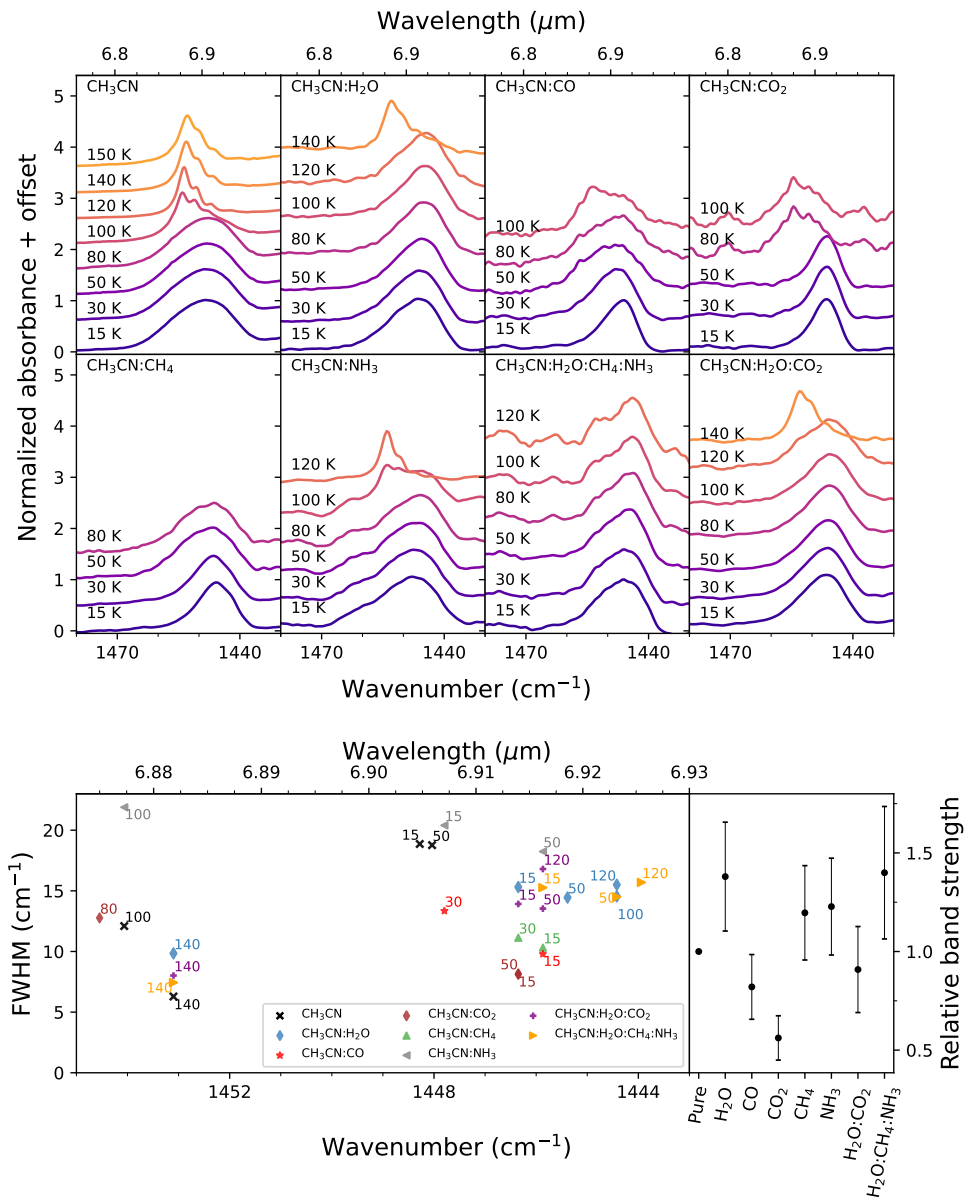 Wavelength (μm)
6.8 6.9 6.8 6.9 6.8 6.9 6.8 6.9
Normalized absorbance + offset
5
4
3
2
1
0
CH₃CN
150 K
140 K
120 K
100 K
80 K
50 K
30 K
15 K
CH₃CN:H₂O
140 K
120 K
100 K
80 K
50 K
30 K
15 K
CH₃CN:CO
100 K
80 K
50 K
30 K
15 K
CH₃CN:CO₂
100 K
80 K
50 K
30 K
15 K
5
4
3
2
1
0
CH₃CN:CH₄
80 K
50 K
30 K
15 K
CH₃CN:NH₃
120 K
100 K
80 K
50 K
30 K
15 K
CH₃CN:H₂O:CH₄:NH₃
120 K
100 K
80 K
50 K
30 K
15 K
CH₃CN:H₂O:CO₂
140 K
120 K
100 K
80 K
50 K
30 K
15 K
1470 1440 1470 1440 1470 1440 1470 1440
Wavenumber (cm⁻¹)
Wavelength (μm)
6.88 6.89 6.90 6.91 6.92 6.93
FWHM (cm⁻¹)
20
15
10
5
0
100
15
15 50
50
120
15 15
120
50
120
15 50
50
100
80
100
30
30
15
15
140
50
15
140
140
140
CH₃CN
CH₃CN:H₂O
CH₃CN:CO
CH₃CN:CO₂
CH₃CN:CH₄
CH₃CN:NH₃
CH₃CN:H₂O:CO₂
CH₃CN:H₂O:CH₄:NH₃
1452 1448 1444
Wavenumber (cm⁻¹)
1.5
1.0
0.5
Relative band strength
Pure
H₂O
CO
CO₂
CH₄
NH₃
H₂O:CO₂
H₂O:CH₄:NH₃